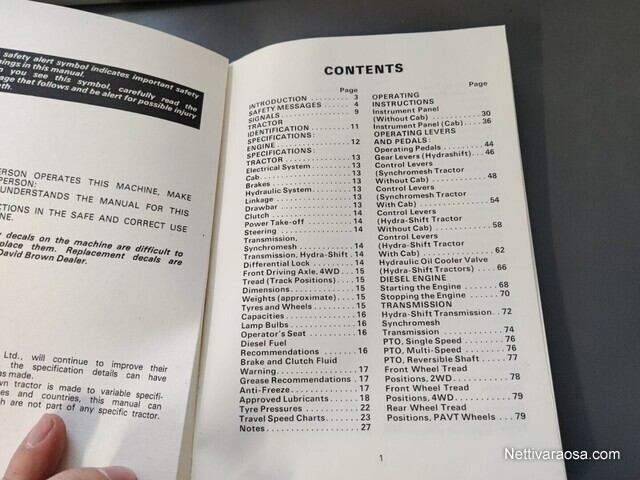 safety alert symbol indicates important safety
ings in this manual.
you see this symbol, carefully read the
age that follows and be alert for possible injury
ath.
ERSON OPERATES THIS MACHINE, MAKE
PERSON:
UNDERSTANDS THE MANUAL FOR THIS
CTIONS IN THE SAFE AND CORRECT USE
NE.
y decals on the machine are difficult to
place them. Replacement decals are
David Brown Dealer.
Ltd., will continue to improve their
the specification details can have
as made.
wn tractor is made to variable specifi-
es and countries, this manual can
h are not part of any specific tractor.
CONTENTS
Page
INTRODUCTION . . . . . . . . . 3
SAFETY MESSAGES . . . . . 4
SIGNALS . . . . . . . . . . . . . . . 9
TRACTOR
IDENTIFICATION . . . . . . . . 11
SPECIFICATIONS:
ENGINE . . . . . . . . . . . . . . . 12
SPECIFICATIONS:
TRACTOR . . . . . . . . . . . . . 13
Electrical System . . . . . . . . 13
Cab . . . . . . . . . . . . . . . . . . 13
Brakes . . . . . . . . . . . . . . . . 13
Hydraulic System . . . . . . . . 13
Linkage . . . . . . . . . . . . . . . 13
Drawbar . . . . . . . . . . . . . . 13
Clutch . . . . . . . . . . . . . . . . 14
Power Take-off . . . . . . . . . 14
Steering . . . . . . . . . . . . . . 14
Transmission,
Synchromesh . . . . . . . . . . 14
Transmission, Hydra-Shift . 14
Differential Lock . . . . . . . . 14
Front Driving Axle, 4WD . . . 15
Tread (Track Positions) . . . . 15
Dimensions . . . . . . . . . . . . 15
Weights (approximate) . . . . 15
Tyres and Wheels . . . . . . . 15
Capacities . . . . . . . . . . . . . 16
Lamp Bulbs . . . . . . . . . . . . 16
Operator's Seat . . . . . . . . . 16
Diesel Fuel
Recommendations . . . . . . . 16
Brake and Clutch Fluid
Warning . . . . . . . . . . . . . . . 17
Grease Recommendations . 17
Anti-Freeze . . . . . . . . . . . . 17
Approved Lubricants . . . . . 18
Tyre Pressures . . . . . . . . . . 22
Travel Speed Charts . . . . . . 23
Notes . . . . . . . . . . . . . . . . 27
Page
OPERATING
INSTRUCTIONS
Instrument Panel
(Without Cab) . . . . . . . . . . 30
Instrument Panel (Cab) . . . . 36
OPERATING LEVERS
AND PEDALS:
Operating Pedals . . . . . . . . 44
Gear Levers (Hydrashift) . . . 46
Control Levers
(Synchromesh Tractor
Without Cab) . . . . . . . . . . . 48
Control Levers
(Synchromesh Tractor
With Cab) . . . . . . . . . . . . . 54
Control Levers
(Hydra-Shift Tractor
Without Cab) . . . . . . . . . . . 58
Control Levers
(Hydra-Shift Tractor
With Cab) . . . . . . . . . . . . . 62
Hydraulic Oil Cooler Valve
(Hydra-Shift Tractors) . . . . 66
DIESEL ENGINE
Starting the Engine . . . . . . . 68
Stopping the Engine . . . . . . 70
TRANSMISSION
Hydra-Shift Transmission . . 72
Synchromesh
Transmission . . . . . . . . . . . 74
PTO, Single Speed . . . . . . . 76
PTO, Multi-Speed . . . . . . . 76
PTO, Reversible Shaft . . . . . 77
Front Wheel Tread
Positions, 2WD . . . . . . . . . . 78
Front Wheel Tread
Positions, 4WD . . . . . . . . . . 79
Rear Wheel Tread
Positions, PAVT Wheels . . . 79
1
Nettivaraosa.com